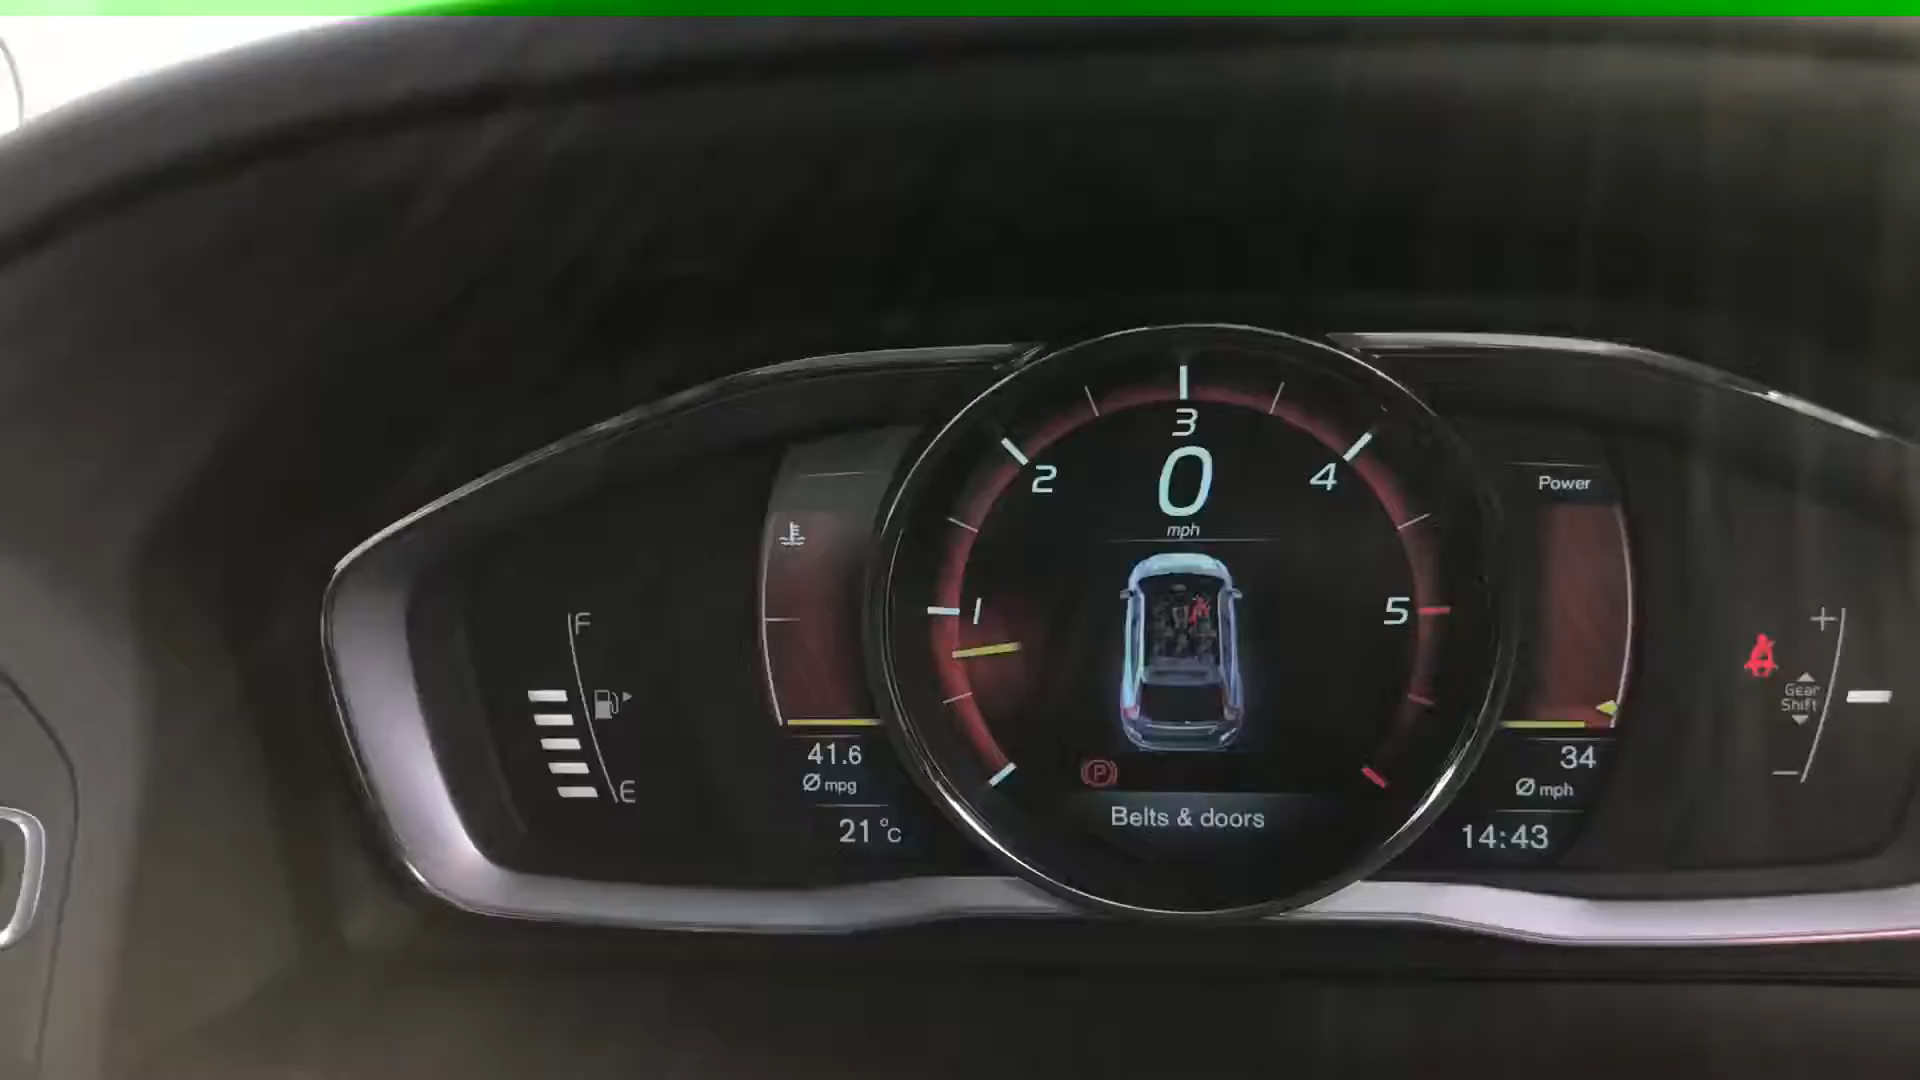 F
E
41.6
Ø mpg
21 °C
1
2
3
4
5
0
mph
P
Belts & doors
Power
34
Ø mph
14:43
+
Gear
Shift
−